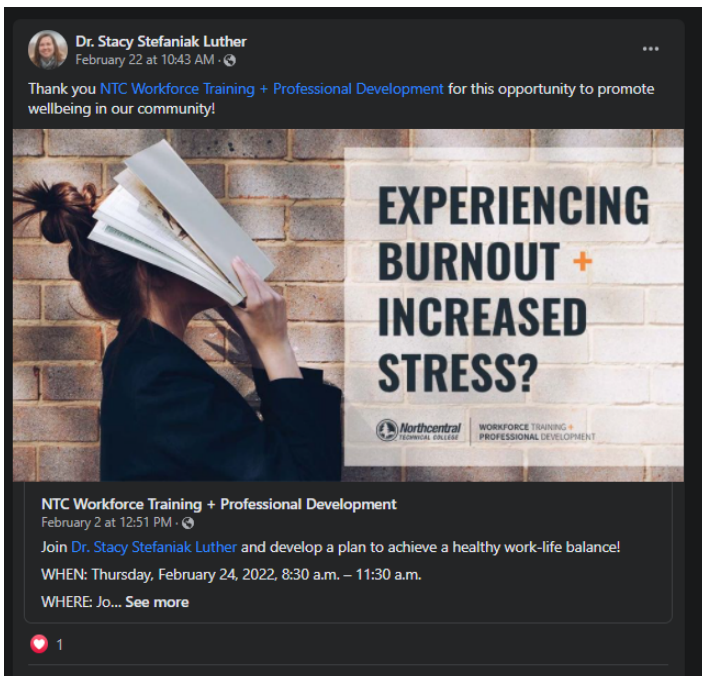 Dr. Stacy Stefaniak Luther
February 22 at 10:43 AM ·
Thank you NTC Workforce Training + Professional Development for this opportunity to promote
wellbeing in our community!
EXPERIENCING
BURNOUT +
INCREASED
STRESS?
Northcentral
TECHNICAL COLLEGE
WORKFORCE TRAINING +
PROFESSIONAL DEVELOPMENT
NTC Workforce Training + Professional Development
February 2 at 12:51 PM ·
Join Dr. Stacy Stefaniak Luther and develop a plan to achieve a healthy work-life balance!
WHEN: Thursday, February 24, 2022, 8:30 a.m. – 11:30 a.m.
WHERE: Jo... See more
1